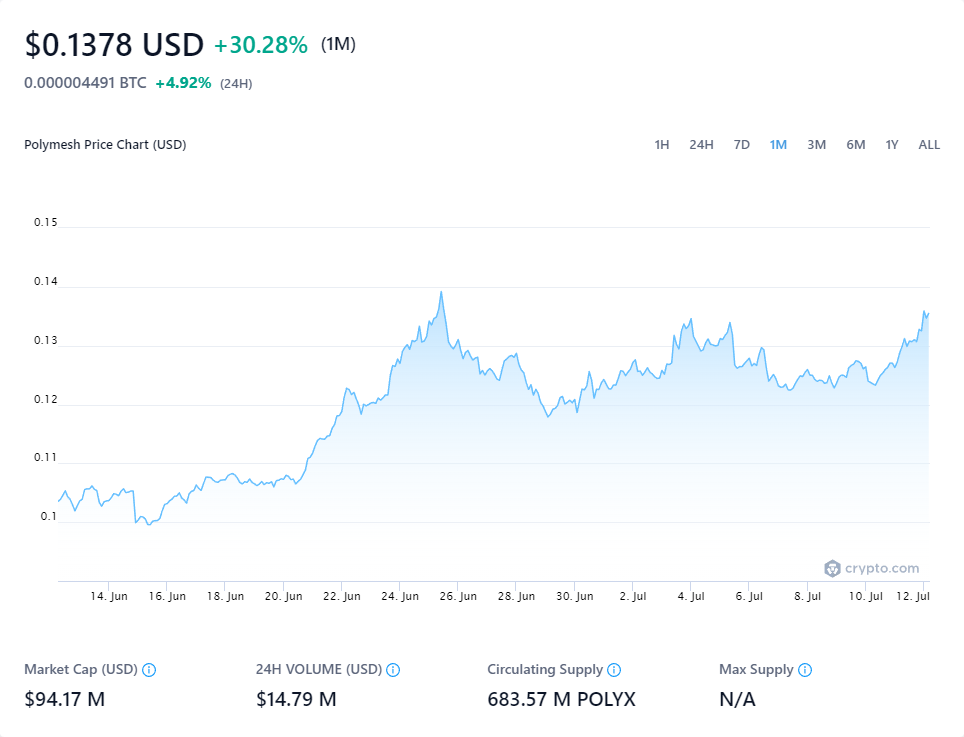 $0.1378 USD +30.28% (1M)
0.000004491 BTC +4.92% (24H)
Polymesh Price Chart (USD) 1H 24H 7D 1M 3M 6M 1Y ALL
0.15
0.14
0.13
0.12
0.11
0.1
crypto.com
14. Jun 16. Jun 18. Jun 20. Jun 22. Jun 24. Jun 26. Jun 28. Jun 30. Jun 2. Jul 4. Jul 6. Jul 8. Jul 10. Jul 12. Jul
Market Cap (USD) 24H VOLUME (USD) Circulating Supply Max Supply
$94.17 M $14.79 M 683.57 M POLYX N/A